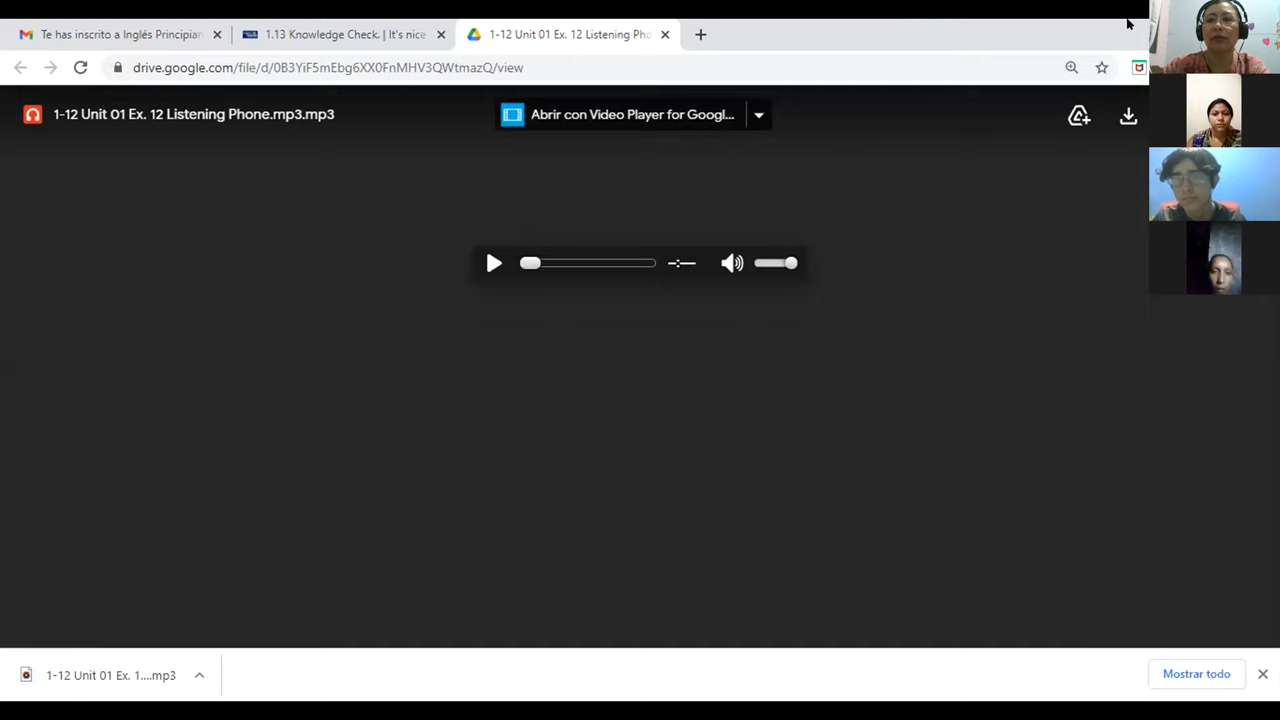 Te has inscrito a Inglés Principian
1.13 Knowledge Check. | It's nic
1-12 Unit 01 Ex. 12 Listening Pho
drive.google.com/file/d/0B3YiF5mEbg6XX0FnMHV3QWtmazQ/view
1-12 Unit 01 Ex. 12 Listening Phone.mp3.mp3
Abrir con Video Player for Googl...
-:--
1-12 Unit 01 Ex. 1....mp3
Mostrar todo